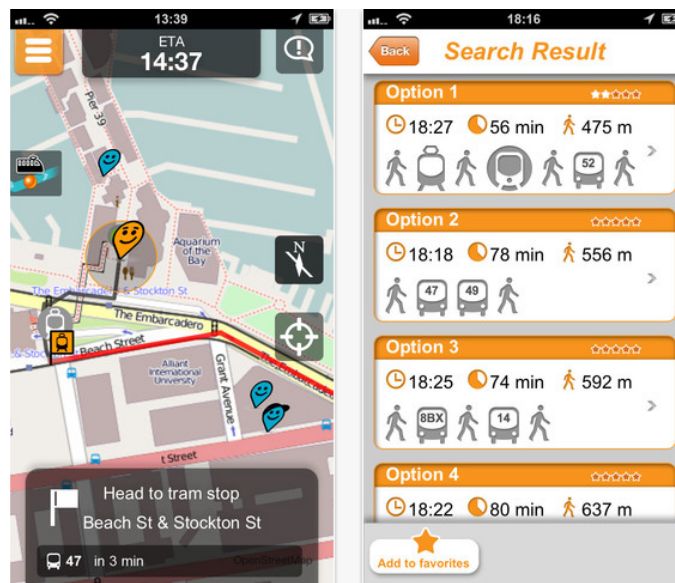 13:39
ETA
14:37
Pier 39
Aquarium
of the
Bay
The Embarcadero & Stockton St
The Embarcadero
Beach Street
Alliant
International
University
Grant Avenue
t Street
Head to tram stop
Beach St & Stockton St
47 in 3 min
OpenStreetMap
18:16
Back
Search Result
Option 1
18:27 56 min 475 m
52
Option 2
18:18 78 min 556 m
47 49
Option 3
18:25 74 min 592 m
8BX 14
Option 4
18:22 80 min 637 m
Add to favorites